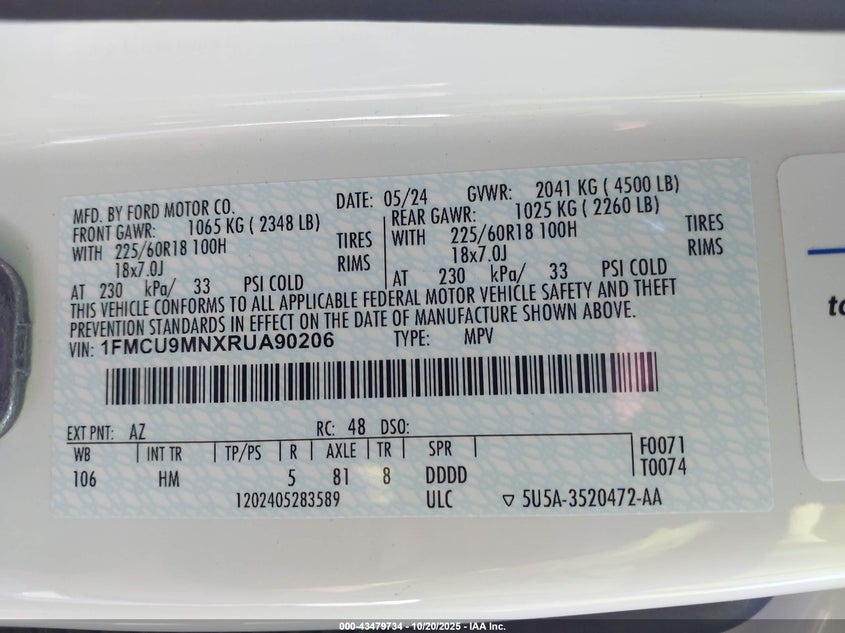 MFD. BY FORD MOTOR CO. DATE: 05/24 GVWR: 2041 KG ( 4500 LB)
FRONT GAWR: 1065 KG ( 2348 LB) REAR GAWR: 1025 KG ( 2260 LB)
WITH 225/60R18 100H TIRES WITH 225/60R18 100H TIRES
18x7.0J RIMS 18x7.0J RIMS
AT 230 kPa/ 33 PSI COLD AT 230 kPa/ 33 PSI COLD
THIS VEHICLE CONFORMS TO ALL APPLICABLE FEDERAL MOTOR VEHICLE SAFETY AND THEFT
PREVENTION STANDARDS IN EFFECT ON THE DATE OF MANUFACTURE SHOWN ABOVE.
VIN: 1FMCU9MNXRUA90206 TYPE: MPV
EXT PNT: AZ RC: 48 DSO:
WB INT TR TP/PS R AXLE TR SPR F0071
106 HM 5 81 8 DDDD T0074
1202405283589 ULC ▽ 5U5A-3520472-AA
000-43479734 - 10/20/2025 - IAA Inc.